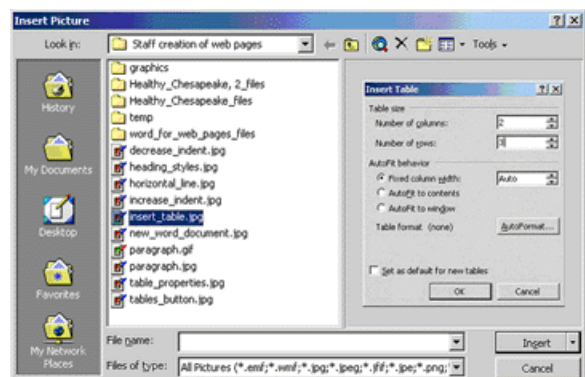 Insert Picture
Look in:
Staff creation of web pages
Tools
History
My Documents
Desktop
Favorites
My Network
Places
graphics
Healthy_Chesapeake, 2_files
Healthy_Chesapeake_files
temp
word_for_web_pages_files
decrease_indent.jpg
heading_styles.jpg
horizontal_line.jpg
increase_indent.jpg
insert_table.jpg
new_word_document.jpg
paragraph.gif
paragraph.jpg
table_properties.jpg
tables_button.jpg
Insert Table
Table size
Number of columns: 2
Number of rows: 3
AutoFit behavior
Fixed column width: Auto
AutoFit to contents
AutoFit to window
Table format (none) AutoFormat...
Set as default for new tables
OK Cancel
File name:
Insert
Files of type: All Pictures (*.emf;*.wmf;*.jpg;*.jpeg;*.jfif;*.jpe;*.png;
Cancel